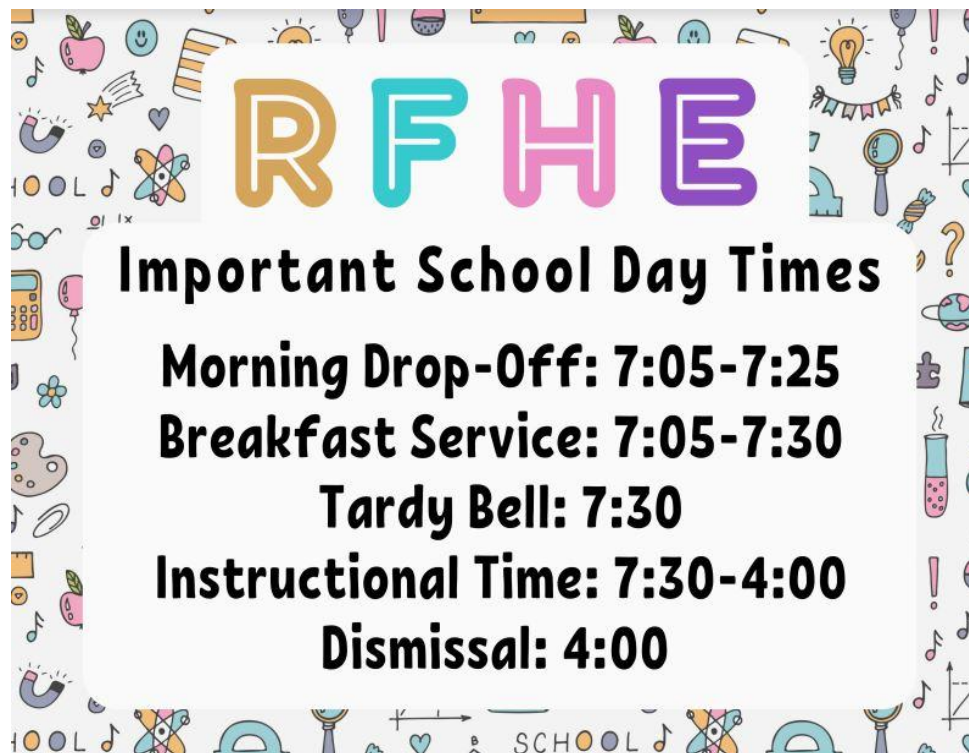 RFHE
Important School Day Times
Morning Drop-Off: 7:05-7:25
Breakfast Service: 7:05-7:30
Tardy Bell: 7:30
Instructional Time: 7:30-4:00
Dismissal: 4:00
SCHOOL